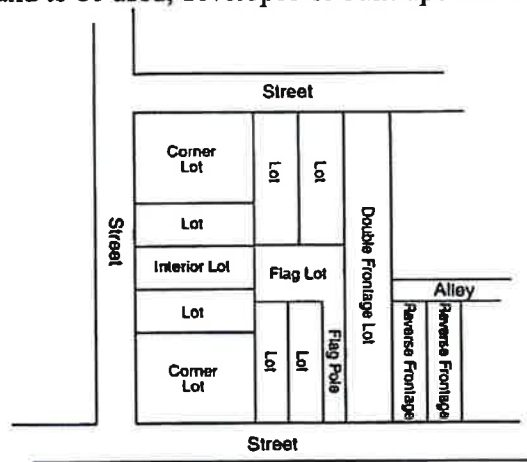 Street
Corner
Lot
Lot
Lot
Lot
Street
Double Frontage Lot
Interior Lot
Flag Lot
Alley
Lot
Corner
Lot
Lot
Lot
Flag Pole
Reverse Frontage
Reverse Frontage
Street